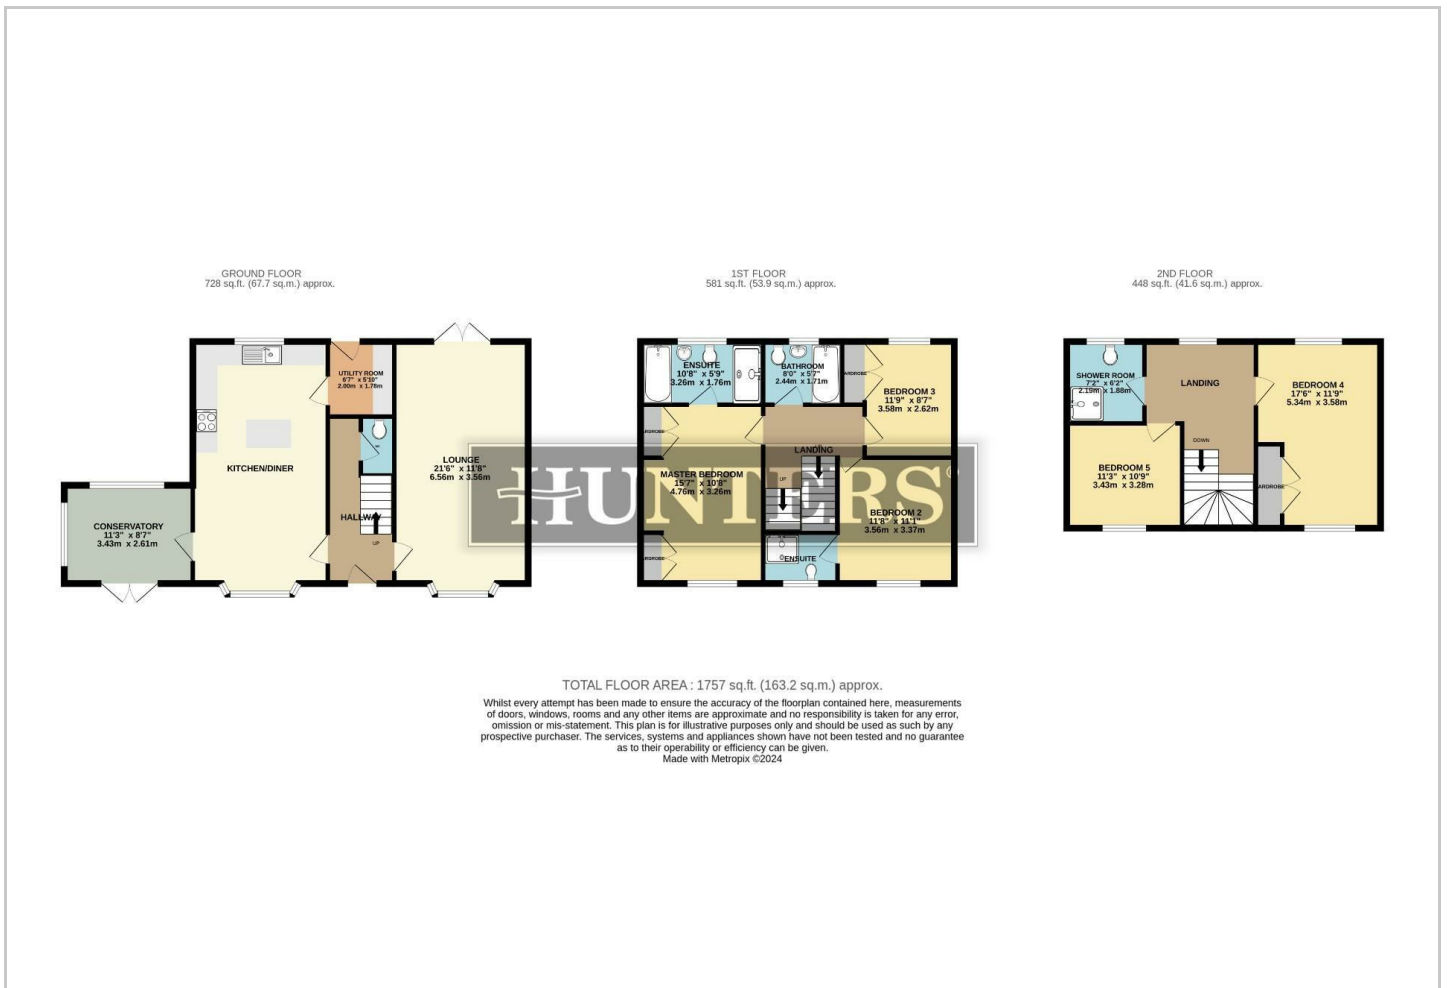 GROUND FLOOR
728 sq.ft. (67.7 sq.m.) approx.
1ST FLOOR
581 sq.ft. (53.9 sq.m.) approx.
2ND FLOOR
448 sq.ft. (41.6 sq.m.) approx.
UTILITY ROOM
6'7" x 5'10"
2.00m x 1.78m
KITCHEN/DINER
LOUNGE
21'6" x 11'8"
6.56m x 3.56m
HALLWAY
UP
CONSERVATORY
11'3" x 8'7"
3.43m x 2.61m
ENSUITE
10'8" x 5'9"
3.26m x 1.76m
BATHROOM
8'0" x 5'7"
2.44m x 1.71m
ARDROBE
BEDROOM 3
11'9" x 8'7"
3.58m x 2.62m
ARDROBE
LANDING
MASTER BEDROOM
15'7" x 10'8"
4.76m x 3.26m
UP
BEDROOM 2
11'8" x 11'1"
3.56m x 3.37m
ARDROBE
ENSUITE
HUNTERS®
SHOWER ROOM
7'2" x 6'2"
2.19m x 1.88m
LANDING
BEDROOM 4
17'6" x 11'9"
5.34m x 3.58m
DOWN
BEDROOM 5
11'3" x 10'9"
3.43m x 3.28m
ARDROBE
TOTAL FLOOR AREA : 1757 sq.ft. (163.2 sq.m.) approx.
Whilst every attempt has been made to ensure the accuracy of the floorplan contained here, measurements
of doors, windows, rooms and any other items are approximate and no responsibility is taken for any error,
omission or mis-statement. This plan is for illustrative purposes only and should be used as such by any
prospective purchaser. The services, systems and appliances shown have not been tested and no guarantee
as to their operability or efficiency can be given.
Made with Metropix ©2024